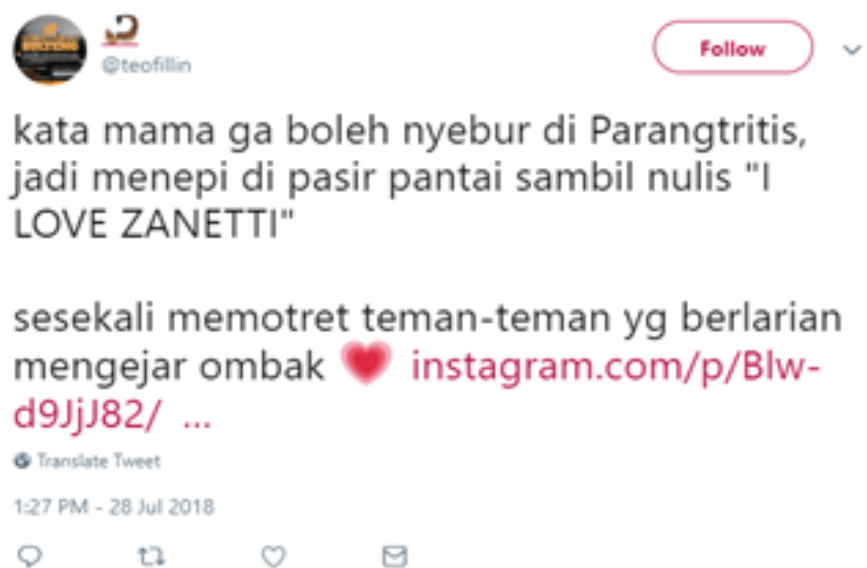 @teofillin
Follow
kata mama ga boleh nyebur di Parangtritis,
jadi menepi di pasir pantai sambil nulis "I
LOVE ZANETTI"
sesekali memotret teman-teman yg berlarian
mengejar ombak instagram.com/p/Blw-
d9JjJ82/ ...
Translate Tweet
1:27 PM - 28 Jul 2018